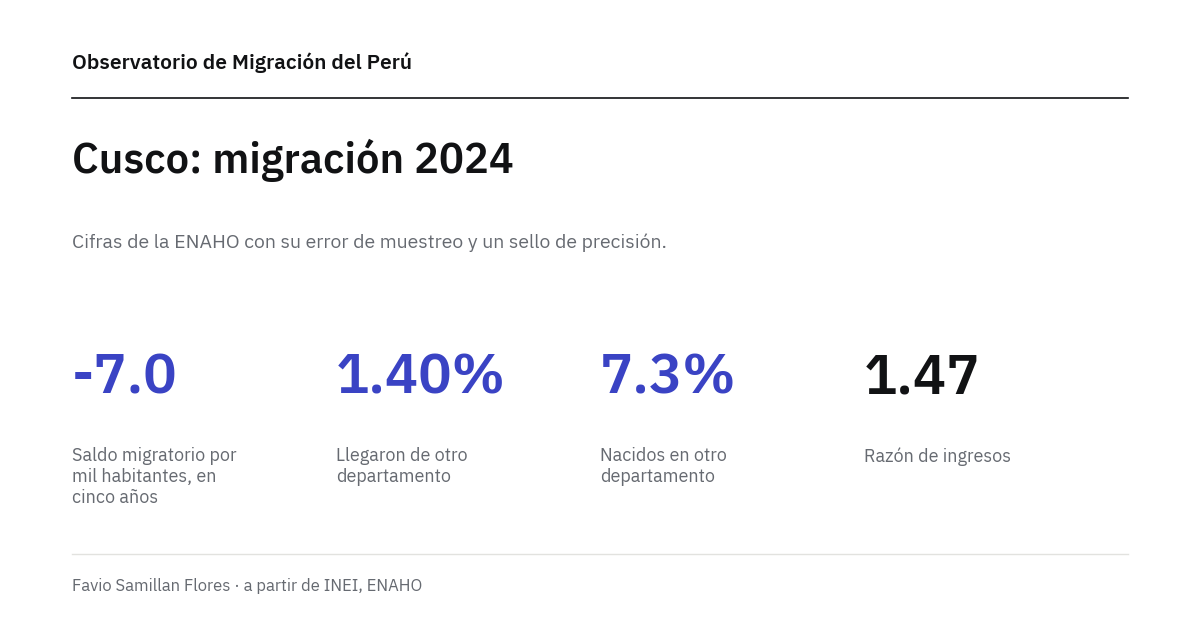 Observatorio de Migración del Perú
Cusco: migración 2024
Cifras de la ENAHO con su error de muestreo y un sello de precisión.
-7.0
Saldo migratorio por
mil habitantes, en
cinco años
1.40%
Llegaron de otro
departamento
7.3%
Nacidos en otro
departamento
1.47
Razón de ingresos
Favio Samillan Flores · a partir de INEI, ENAHO